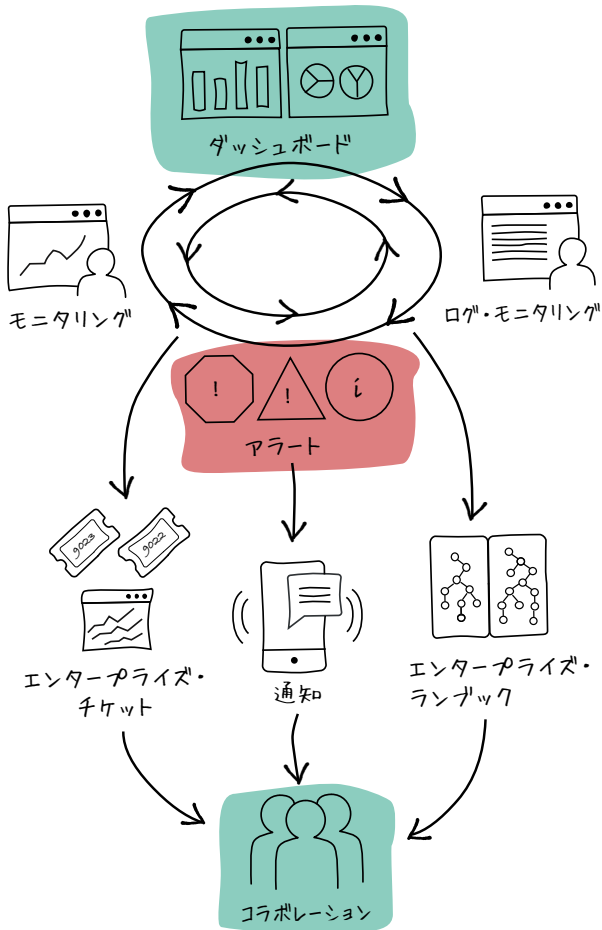 ダッシュボード
モニタリング
ログ・モニタリング
!
!
i
アラート
9023
9022
エンタープライズ・
チケット
通知
エンタープライズ・
ランブック
コラボレーション